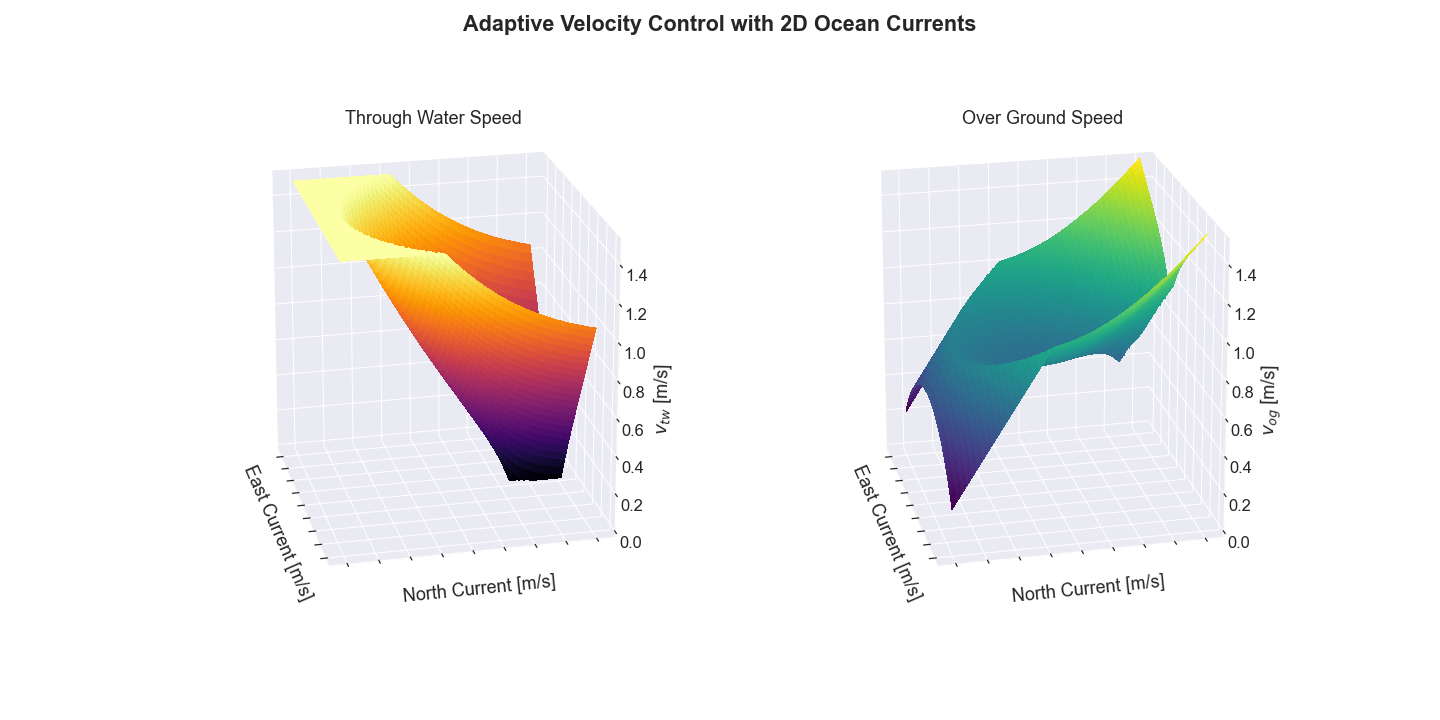 Adaptive Velocity Control with 2D Ocean Currents
Through Water Speed
1.4
1.2
1.0
0.8
0.6
0.4
0.2
0.0
v_tw [m/s]
East Current [m/s]
North Current [m/s]
Over Ground Speed
1.4
1.2
1.0
0.8
0.6
0.4
0.2
0.0
v_og [m/s]
East Current [m/s]
North Current [m/s]